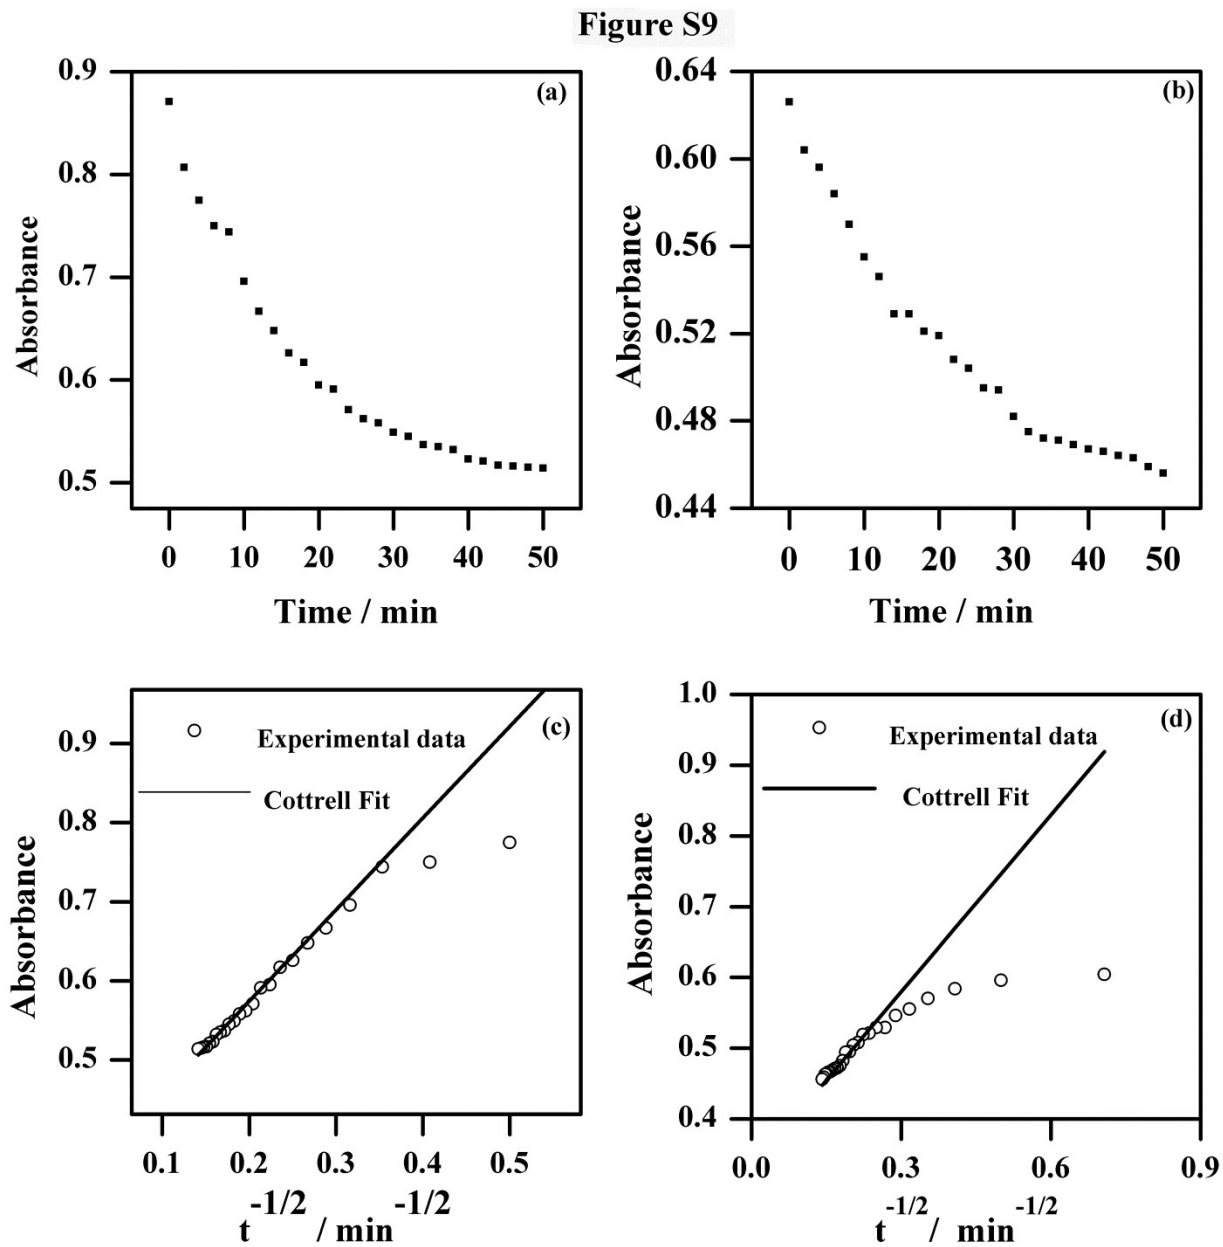 Figure S9
(a)
0.9
0.8
0.7
0.6
0.5
Absorbance
0 10 20 30 40 50
Time / min
(b)
0.64
0.60
0.56
0.52
0.48
0.44
Absorbance
0 10 20 30 40 50
Time / min
(c)
Experimental data
Cottrell Fit
0.9
0.8
0.7
0.6
0.5
Absorbance
0.1 0.2 0.3 0.4 0.5
t-1/2 / min-1/2
(d)
Experimental data
Cottrell Fit
1.0
0.9
0.8
0.7
0.6
0.5
0.4
Absorbance
0.0 0.3 0.6 0.9
t-1/2 / min-1/2